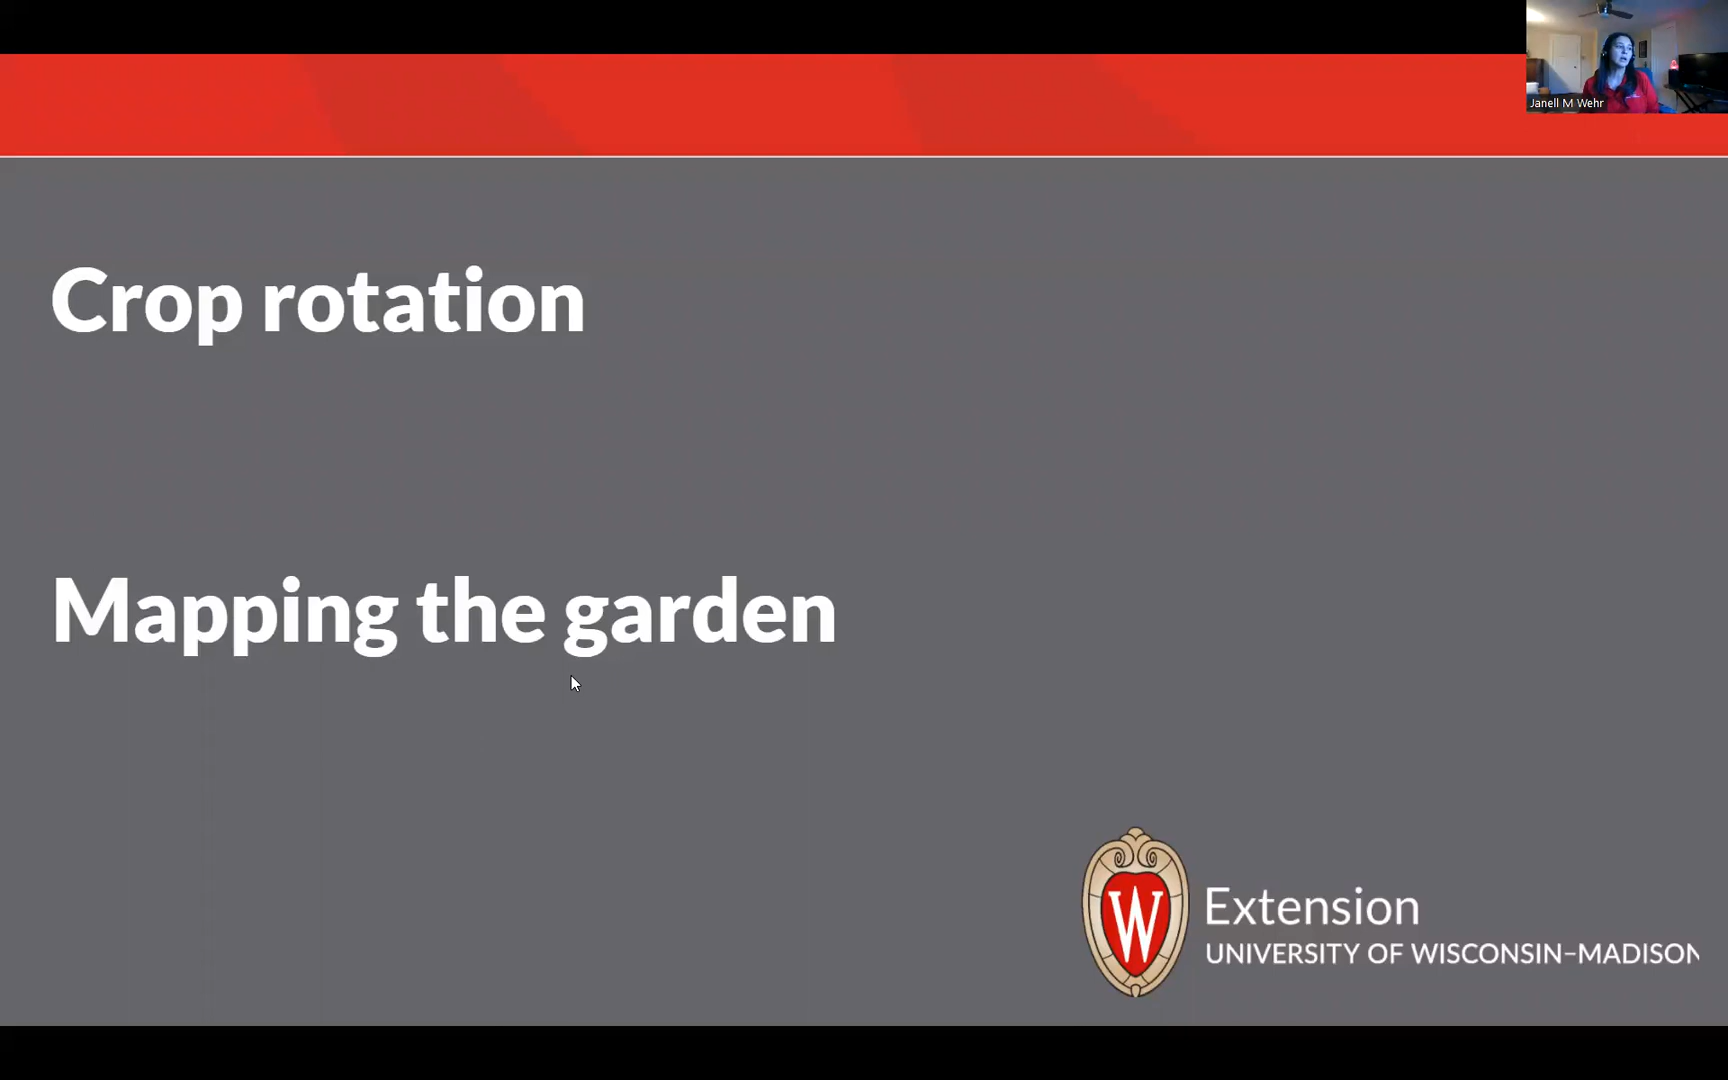 Janell M Wehr
Crop rotation
Mapping the garden
W
Extension
UNIVERSITY OF WISCONSIN–MADISON